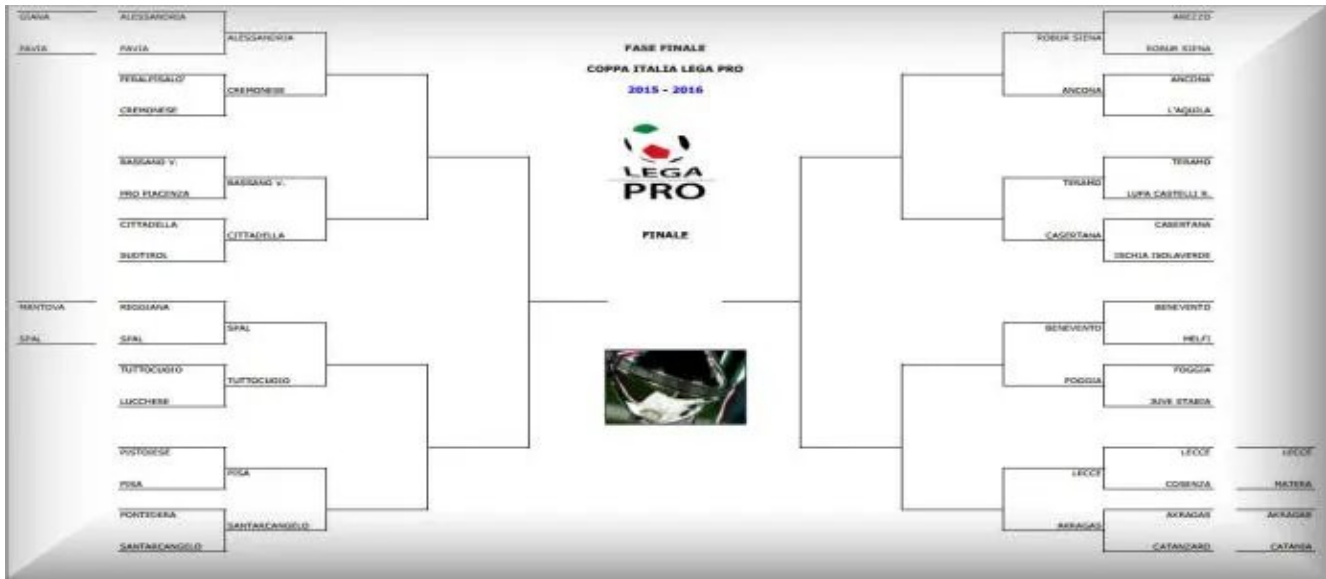 FASE FINALE
COPPA ITALIA LEGA PRO
2015 - 2016
LEGA
PRO
FINALE
GIANA
PAVIA
MANTOVA
SPAL
ALESSANDRIA
PAVIA
FERALPISALO'
CREMONESE
BASSANO V.
PRO PIACENZA
CITTADELLA
SUDTIROL
REGGIANA
SPAL
TUTTOCUOIO
LUCCHESE
PISTOIESE
PISA
PONTEDERA
SANTARCANGELO
ALESSANDRIA
CREMONESE
BASSANO V.
CITTADELLA
SPAL
TUTTOCUOIO
PISA
SANTARCANGELO
ROBUR SIENA
ANCONA
TERAMO
CASERTANA
BENEVENTO
FOGGIA
LECCE
AKRAGAS
AREZZO
ROBUR SIENA
ANCONA
L'AQUILA
TERAMO
LUPA CASTELLI R.
CASERTANA
ISCHIA ISOLAVERDE
BENEVENTO
MELFI
FOGGIA
JUVE STABIA
LECCE
COSENZA
AKRAGAS
CATANZARO
LECCE
MATERA
AKRAGAS
CATANIA